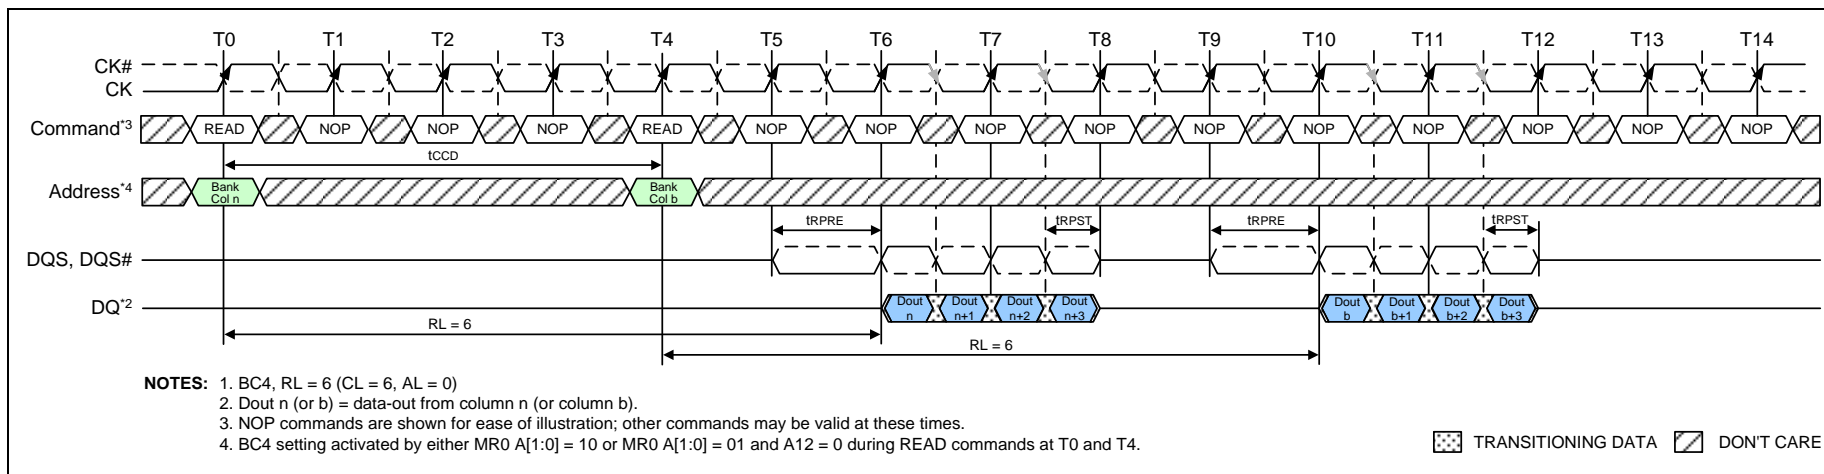 T0 T1 T2 T3 T4 T5 T6 T7 T8 T9 T10 T11 T12 T13 T14
CK#
CK
Command*3 READ NOP NOP NOP READ NOP NOP NOP NOP NOP NOP NOP NOP NOP NOP
tCCD
Address*4 Bank Col n Bank Col b
tRPRE tRPST tRPRE tRPST
DQS, DQS#
DQ*2 Dout n Dout n+1 Dout n+2 Dout n+3 Dout b Dout b+1 Dout b+2 Dout b+3
RL = 6
RL = 6
NOTES: 1. BC4, RL = 6 (CL = 6, AL = 0)
2. Dout n (or b) = data-out from column n (or column b).
3. NOP commands are shown for ease of illustration; other commands may be valid at these times.
4. BC4 setting activated by either MR0 A[1:0] = 10 or MR0 A[1:0] = 01 and A12 = 0 during READ commands at T0 and T4.
TRANSITIONING DATA DON'T CARE